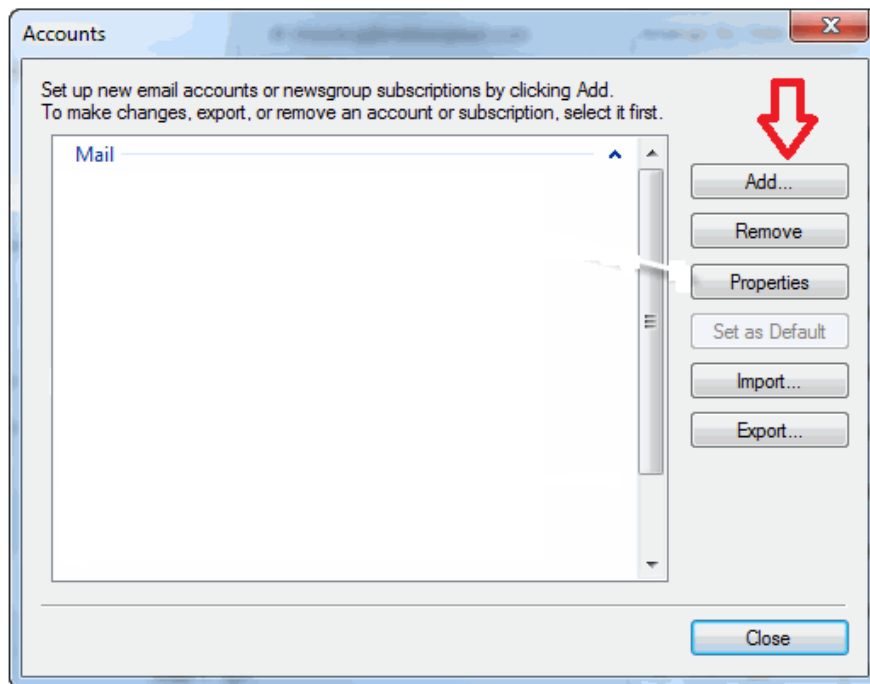 Accounts
Set up new email accounts or newsgroup subscriptions by clicking Add.
To make changes, export, or remove an account or subscription, select it first.
Mail
Add...
Remove
Properties
Set as Default
Import...
Export...
Close